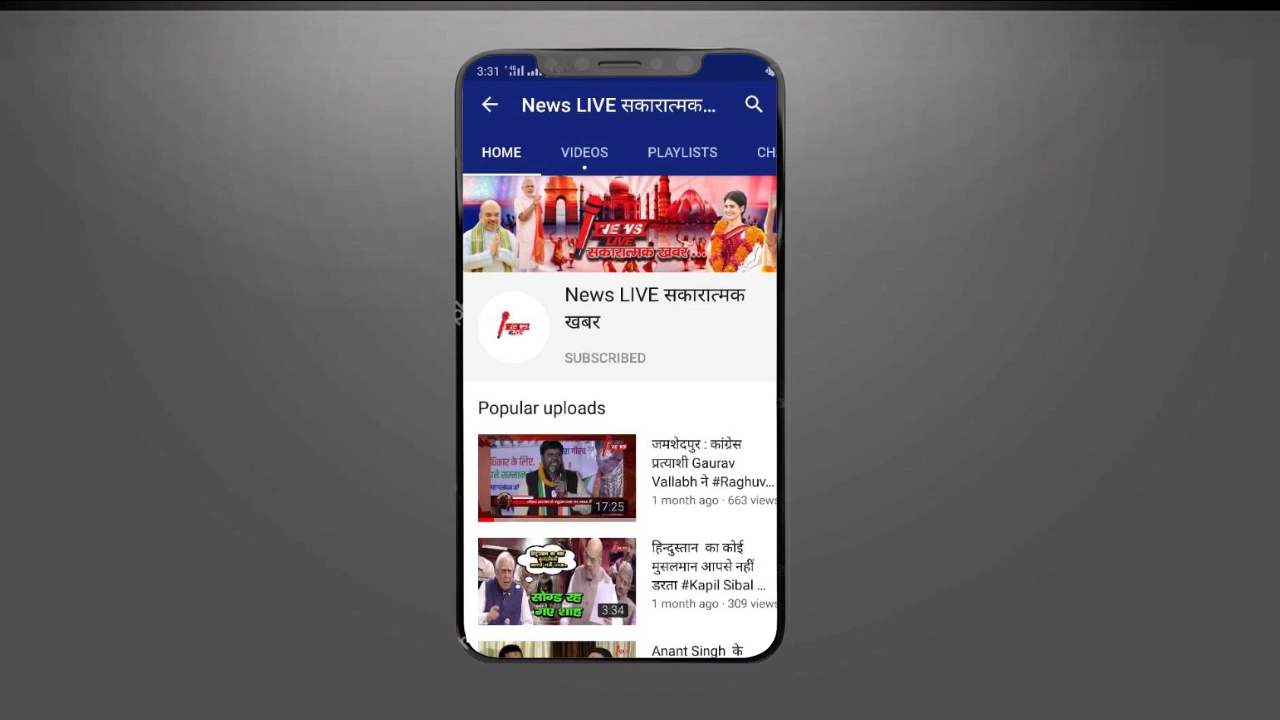 3:31
News LIVE सकारात्मक...
HOME VIDEOS PLAYLISTS CH
NEWS
LIVE
सकारात्मक खबर ...
News LIVE सकारात्मक
खबर
SUBSCRIBED
Popular uploads
जमशेदपुर : कांग्रेस
प्रत्याशी Gaurav
Vallabh ने #Raghuv...
1 month ago · 663 views
17:25
हिन्दुस्तान का कोई
मुसलमान आपसे नहीं
डरता #Kapil Sibal ...
1 month ago · 309 views
गए शाह
3:34
Anant Singh के